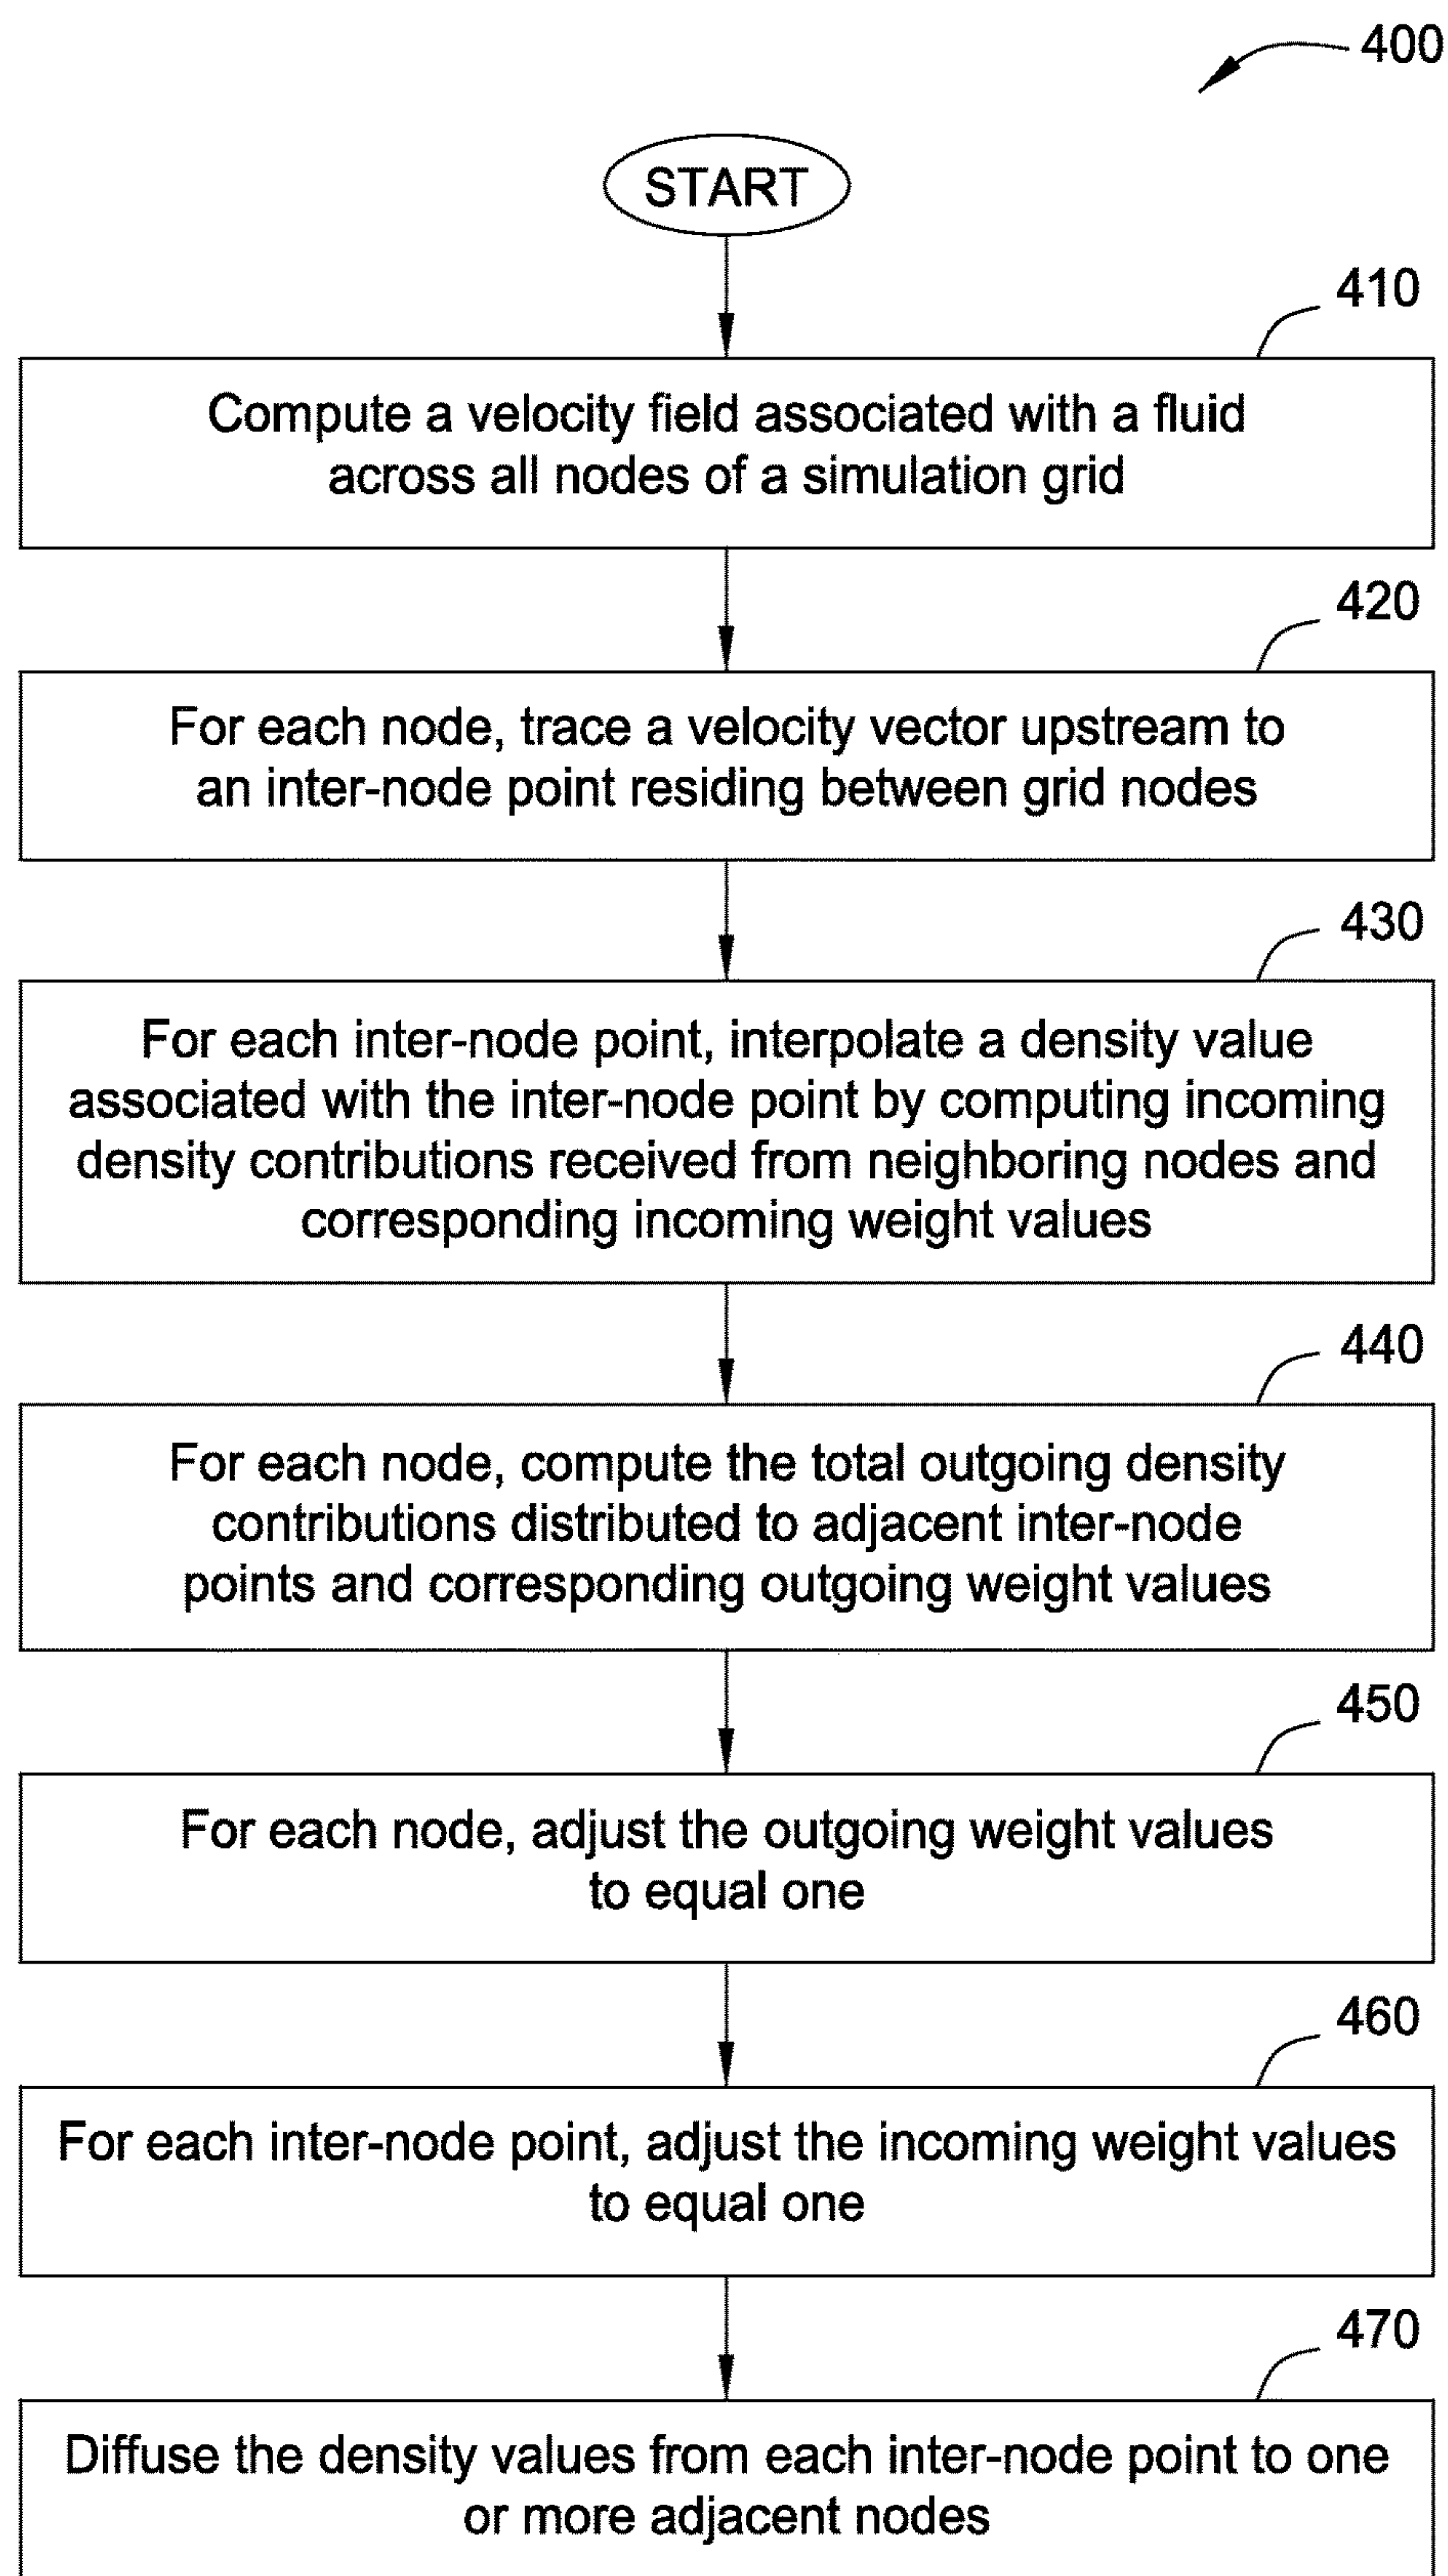 400
START
410
Compute a velocity field associated with a fluid
across all nodes of a simulation grid
420
For each node, trace a velocity vector upstream to
an inter-node point residing between grid nodes
430
For each inter-node point, interpolate a density value
associated with the inter-node point by computing incoming
density contributions received from neighboring nodes and
corresponding incoming weight values
440
For each node, compute the total outgoing density
contributions distributed to adjacent inter-node
points and corresponding outgoing weight values
450
For each node, adjust the outgoing weight values
to equal one
460
For each inter-node point, adjust the incoming weight values
to equal one
470
Diffuse the density values from each inter-node point to one
or more adjacent nodes